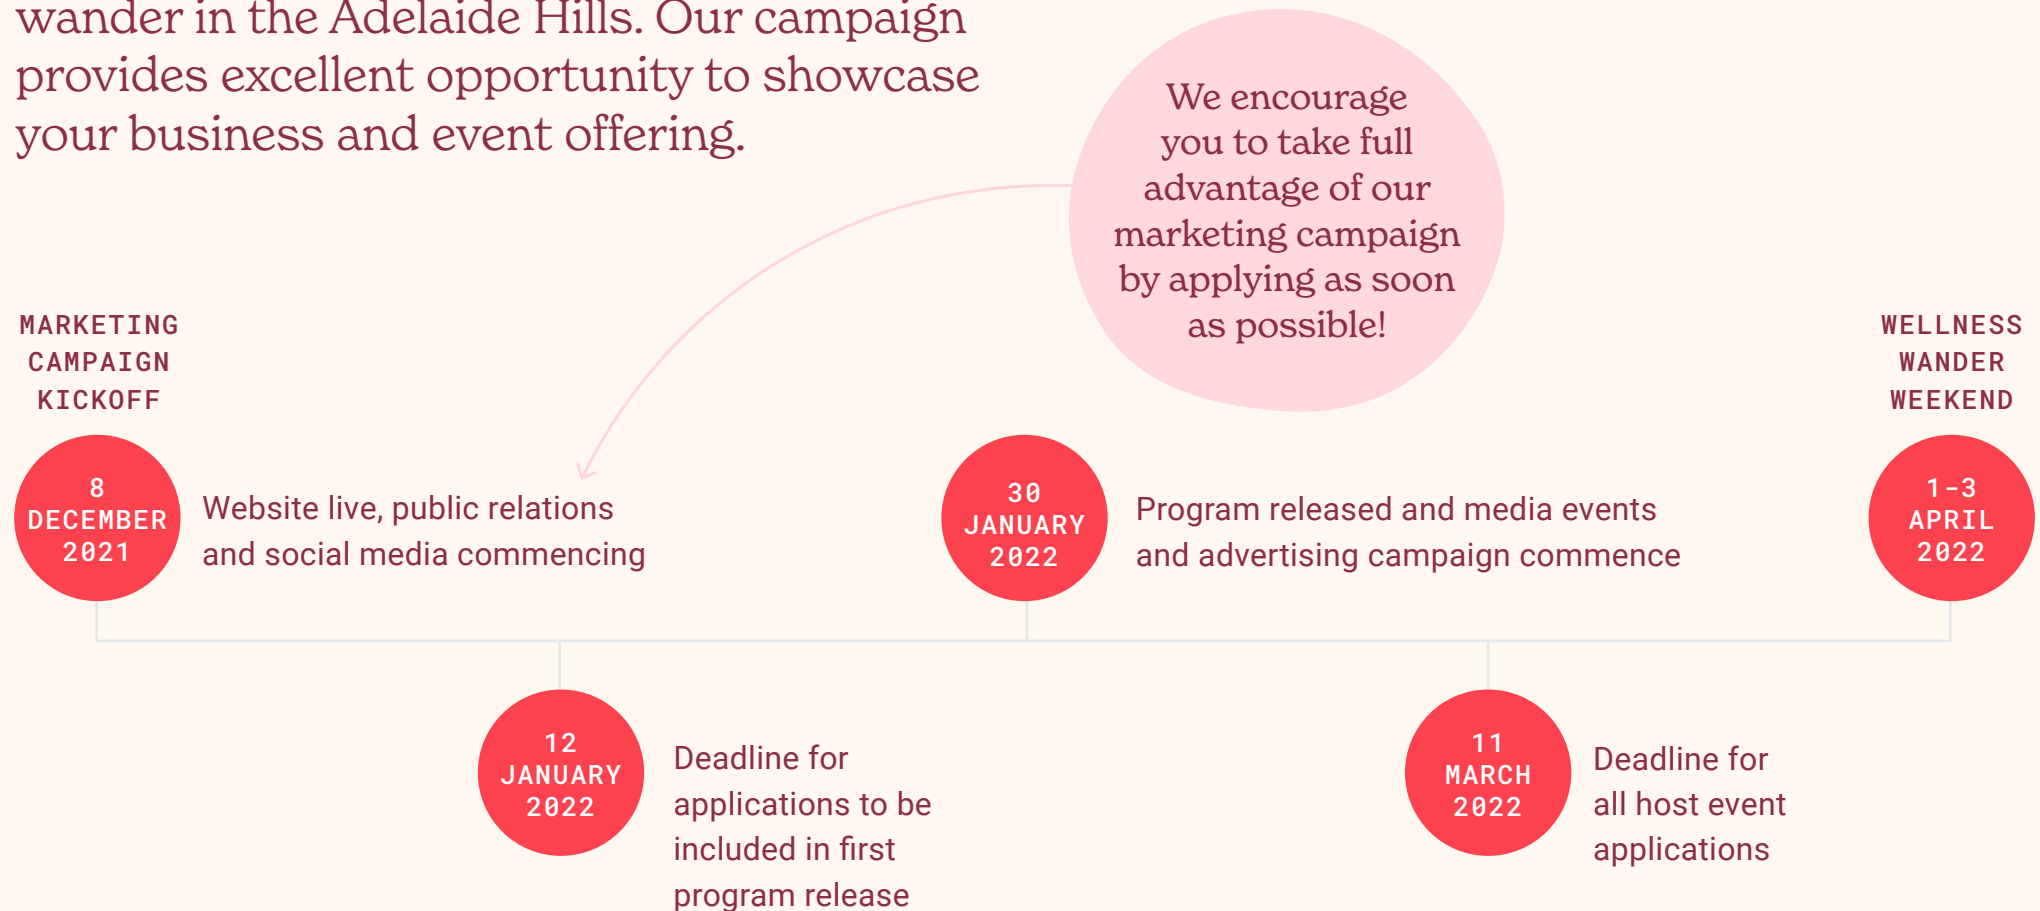 wander in the Adelaide Hills. Our campaign
provides excellent opportunity to showcase
your business and event offering.
We encourage
you to take full
advantage of our
marketing campaign
by applying as soon
as possible!
MARKETING
CAMPAIGN
KICKOFF
8
DECEMBER
2021
Website live, public relations
and social media commencing
12
JANUARY
2022
Deadline for
applications to be
included in first
program release
30
JANUARY
2022
Program released and media events
and advertising campaign commence
11
MARCH
2022
Deadline for
all host event
applications
WELLNESS
WANDER
WEEKEND
1-3
APRIL
2022